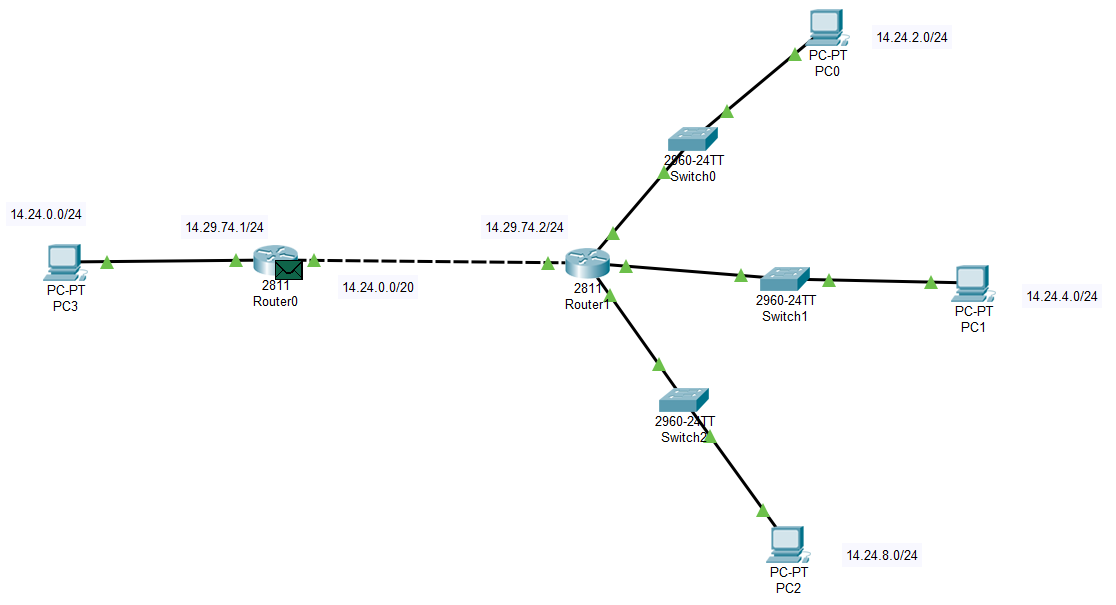 PC-PT
PC0
14.24.2.0/24
2960-24TT
Switch0
14.24.0.0/24
14.29.74.1/24
14.29.74.2/24
PC-PT
PC3
2811
Router0
14.24.0.0/20
2811
Router1
2960-24TT
Switch1
PC-PT
PC1
14.24.4.0/24
2960-24TT
Switch2
PC-PT
PC2
14.24.8.0/24